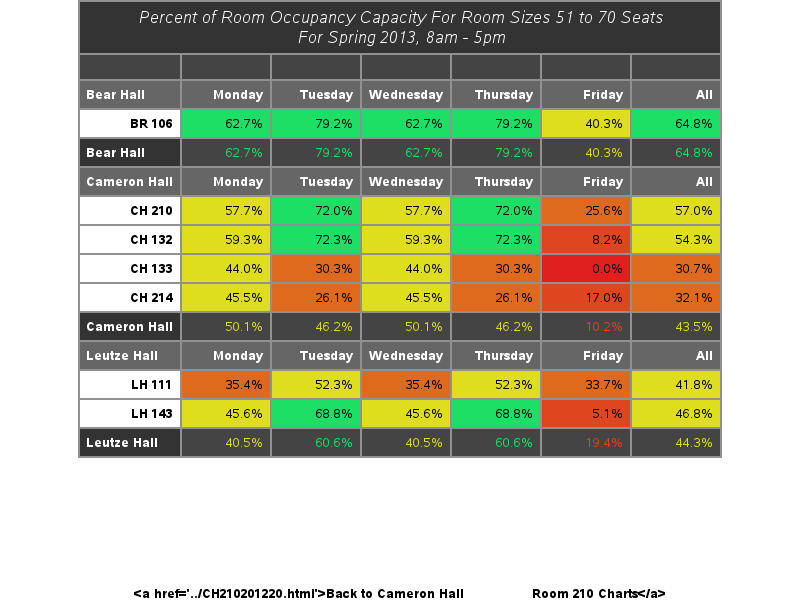 Percent of Room Occupancy Capacity For Room Sizes 51 to 70 Seats
For Spring 2013, 8am - 5pm
Bear Hall Monday Tuesday Wednesday Thursday Friday All
BR 106 62.7% 79.2% 62.7% 79.2% 40.3% 64.8%
Bear Hall 62.7% 79.2% 62.7% 79.2% 40.3% 64.8%
Cameron Hall Monday Tuesday Wednesday Thursday Friday All
CH 210 57.7% 72.0% 57.7% 72.0% 25.6% 57.0%
CH 132 59.3% 72.3% 59.3% 72.3% 8.2% 54.3%
CH 133 44.0% 30.3% 44.0% 30.3% 0.0% 30.7%
CH 214 45.5% 26.1% 45.5% 26.1% 17.0% 32.1%
Cameron Hall 50.1% 46.2% 50.1% 46.2% 10.2% 43.5%
Leutze Hall Monday Tuesday Wednesday Thursday Friday All
LH 111 35.4% 52.3% 35.4% 52.3% 33.7% 41.8%
LH 143 45.6% 68.8% 45.6% 68.8% 5.1% 46.8%
Leutze Hall 40.5% 60.6% 40.5% 60.6% 19.4% 44.3%
<a href='../CH210201220.html'>Back to Cameron Hall Room 210 Charts</a>